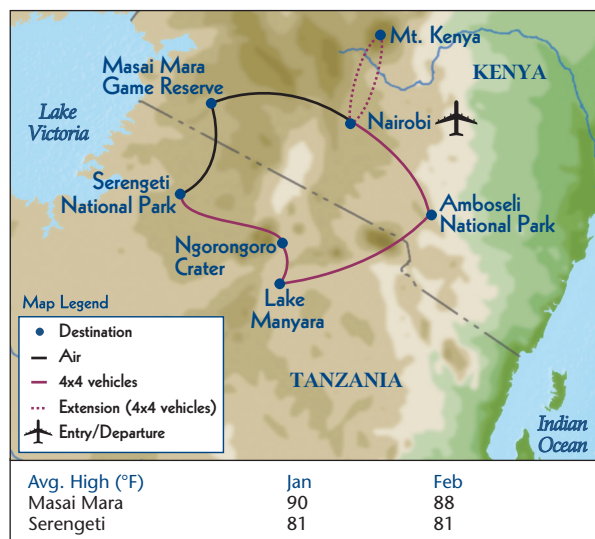 Mt. Kenya
KENYA
Masai Mara
Game Reserve
Lake
Victoria
Nairobi
Serengeti
National Park
Amboseli
National Park
Ngorongoro
Crater
Lake
Manyara
Map Legend
Destination
Air
4x4 vehicles
Extension (4x4 vehicles)
Entry/Departure
TANZANIA
Indian
Ocean
Avg. High (°F) Jan Feb
Masai Mara 90 88
Serengeti 81 81